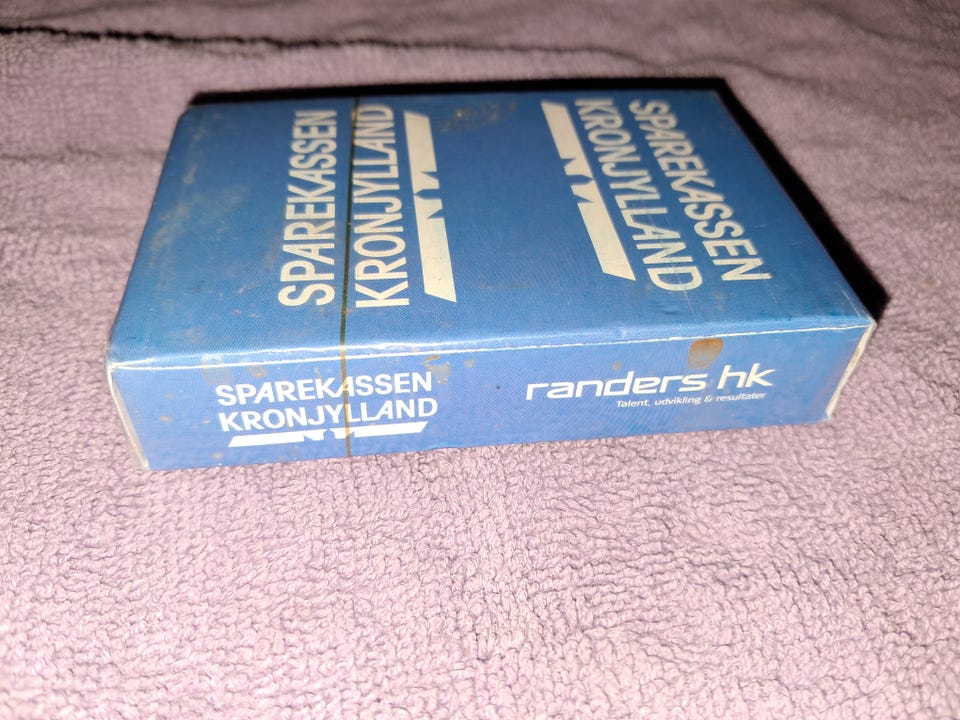 SPAREKASSEN
KRONJYLLAND
SPAREKASSEN
KRONJYLLAND
SPAREKASSEN
KRONJYLLAND
randers hk
Talent, udvikling & resultater